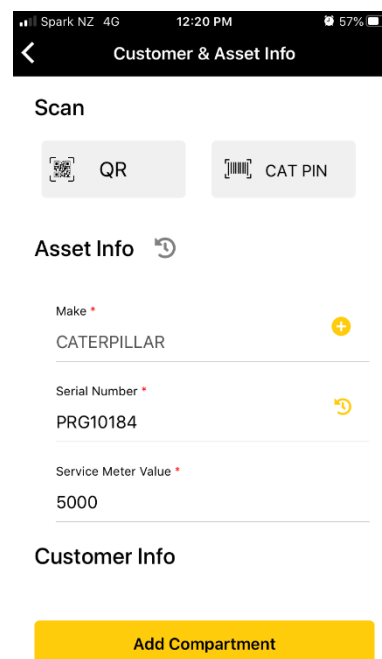 Spark NZ 4G 12:20 PM 57%
Customer & Asset Info
Scan
QR CAT PIN
Asset Info
Make *
CATERPILLAR
Serial Number *
PRG10184
Service Meter Value *
5000
Customer Info
Add Compartment